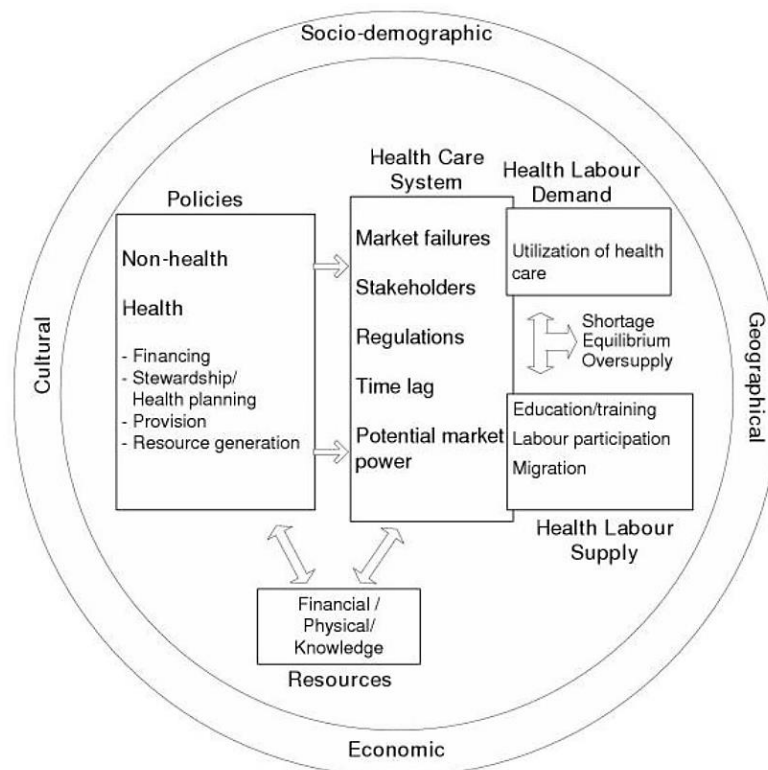 Socio-demographic
Cultural
Geographical
Policies
Non-health
Health
- Financing
- Stewardship/
Health planning
- Provision
- Resource generation
Health Care
System
Market failures
Stakeholders
Regulations
Time lag
Potential market
power
Health Labour
Demand
Utilization of health
care
Shortage
Equilibrium
Oversupply
Education/training
Labour participation
Migration
Health Labour
Supply
Financial /
Physical/
Knowledge
Resources
Economic